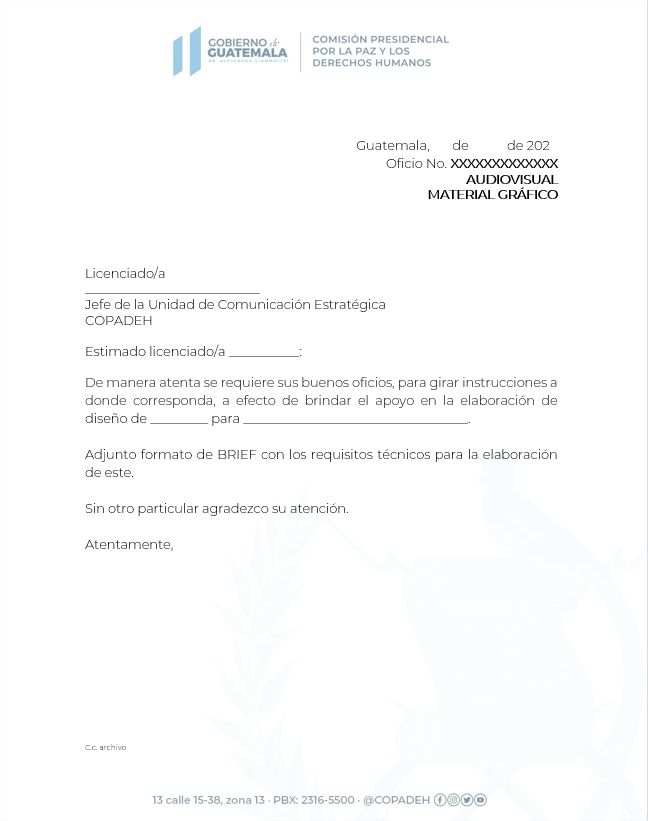 GOBIERNO de
GUATEMALA
DR. ALEJANDRO GIAMMATTEI
COMISIÓN PRESIDENCIAL
POR LA PAZ Y LOS
DERECHOS HUMANOS
Guatemala, de de 202
Oficio No. XXXXXXXXXXXXX
AUDIOVISUAL
MATERIAL GRÁFICO
Licenciado/a
_________________________
Jefe de la Unidad de Comunicación Estratégica
COPADEH
Estimado licenciado/a __________:
De manera atenta se requiere sus buenos oficios, para girar instrucciones a
donde corresponda, a efecto de brindar el apoyo en la elaboración de
diseño de ________ para ________________________________.
Adjunto formato de BRIEF con los requisitos técnicos para la elaboración
de este.
Sin otro particular agradezco su atención.
Atentamente,
C.c. archivo
13 calle 15-38, zona 13 · PBX: 2316-5500 · @COPADEH